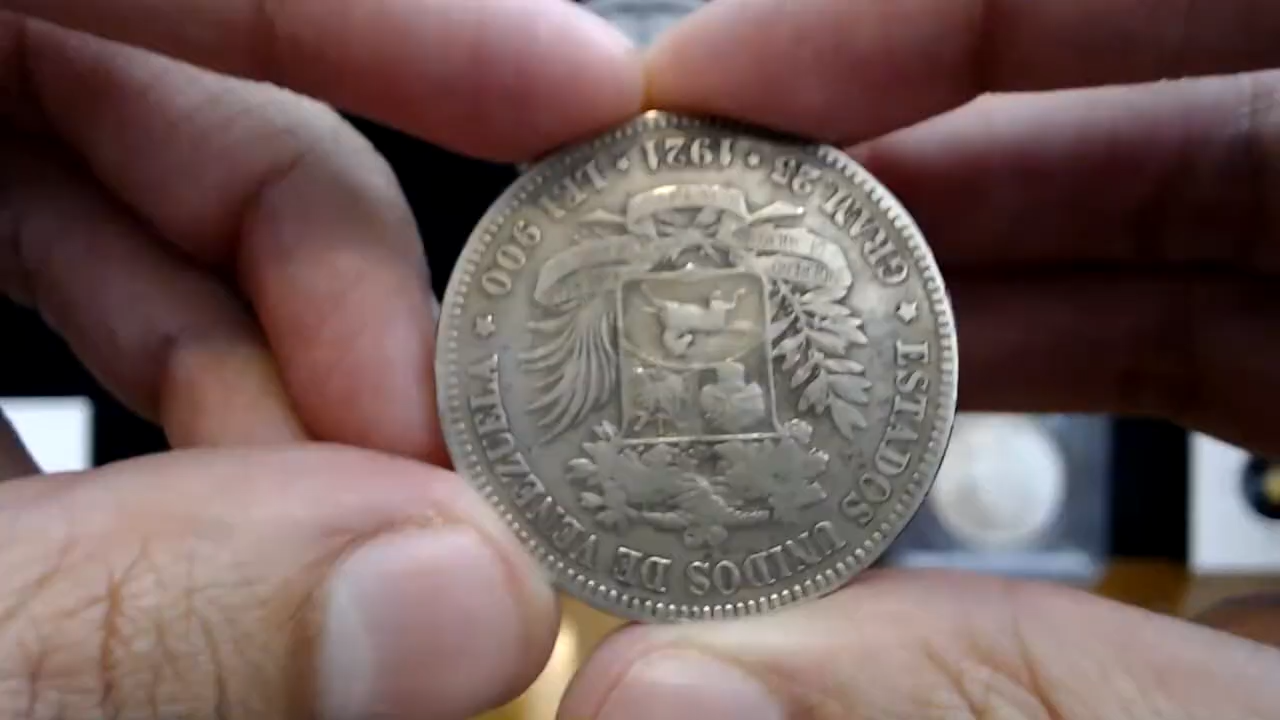 ESTADOS UNIDOS DE VENEZUELA
GRAM. 25 · 1921 · LEI 900